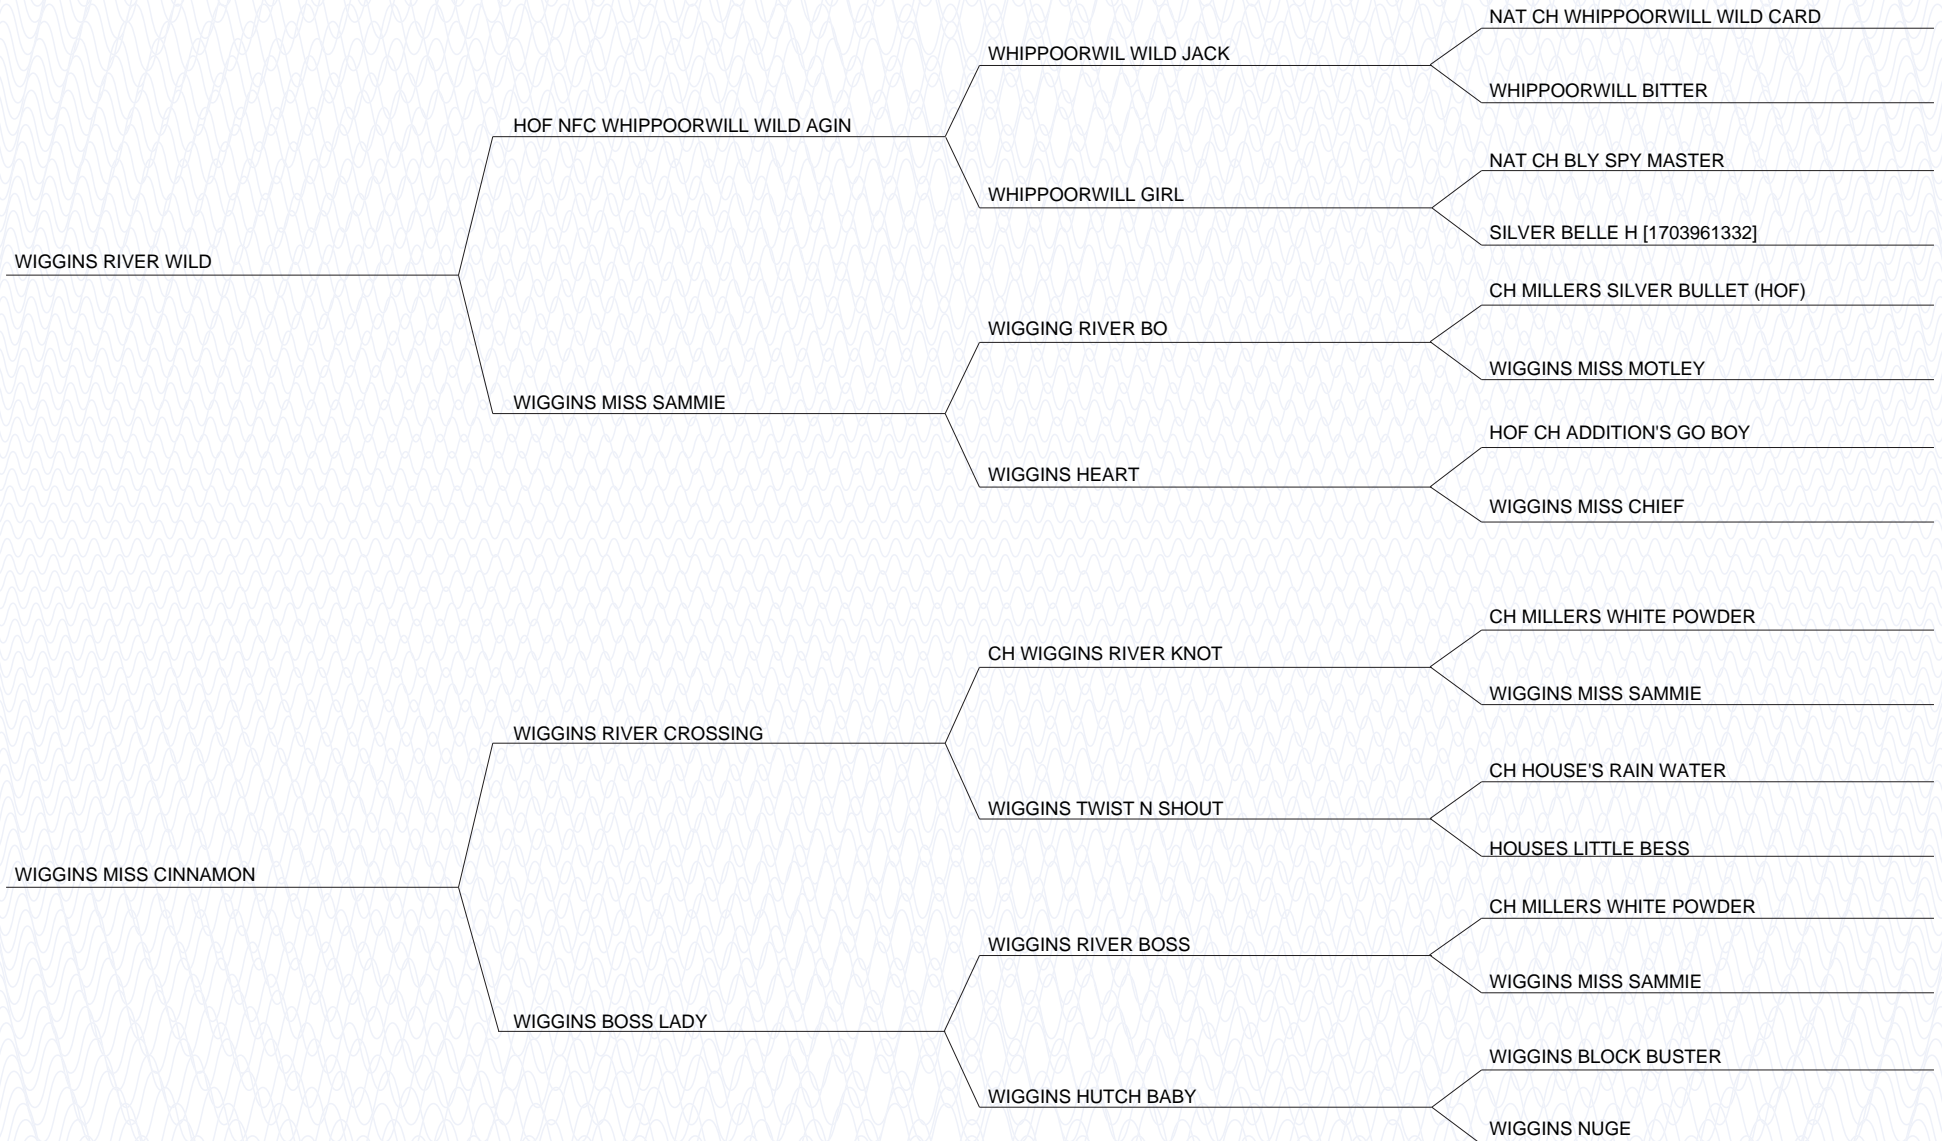 NAT CH WHIPPOORWILL WILD CARD
WHIPPOORWIL WILD JACK
WHIPPOORWILL BITTER
HOF NFC WHIPPOORWILL WILD AGIN
NAT CH BLY SPY MASTER
WHIPPOORWILL GIRL
SILVER BELLE H [1703961332]
WIGGINS RIVER WILD
CH MILLERS SILVER BULLET (HOF)
WIGGING RIVER BO
WIGGINS MISS MOTLEY
WIGGINS MISS SAMMIE
HOF CH ADDITION'S GO BOY
WIGGINS HEART
WIGGINS MISS CHIEF
CH MILLERS WHITE POWDER
CH WIGGINS RIVER KNOT
WIGGINS MISS SAMMIE
WIGGINS RIVER CROSSING
CH HOUSE'S RAIN WATER
WIGGINS TWIST N SHOUT
HOUSES LITTLE BESS
WIGGINS MISS CINNAMON
CH MILLERS WHITE POWDER
WIGGINS RIVER BOSS
WIGGINS MISS SAMMIE
WIGGINS BOSS LADY
WIGGINS BLOCK BUSTER
WIGGINS HUTCH BABY
WIGGINS NUGE